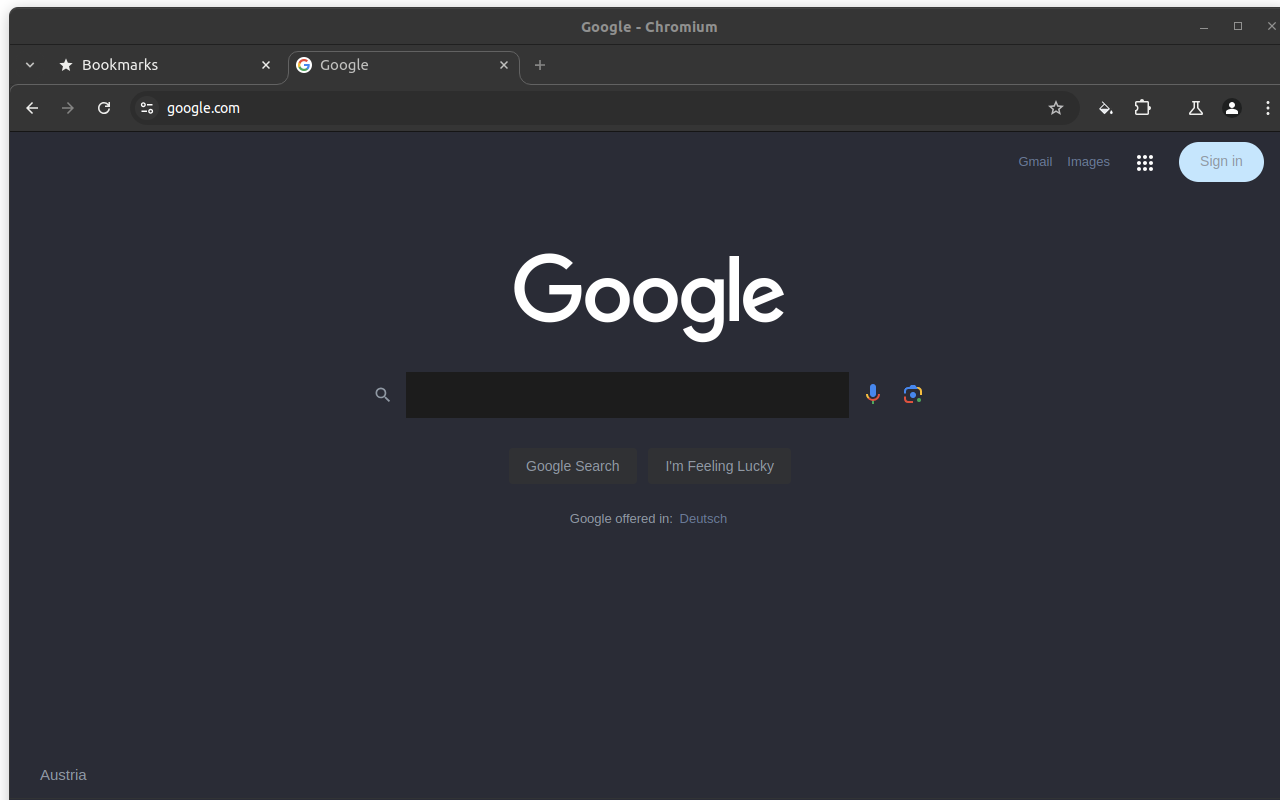 Google - Chromium
Bookmarks
Google
google.com
Gmail Images
Sign in
Google
Google Search
I'm Feeling Lucky
Google offered in: Deutsch
Austria